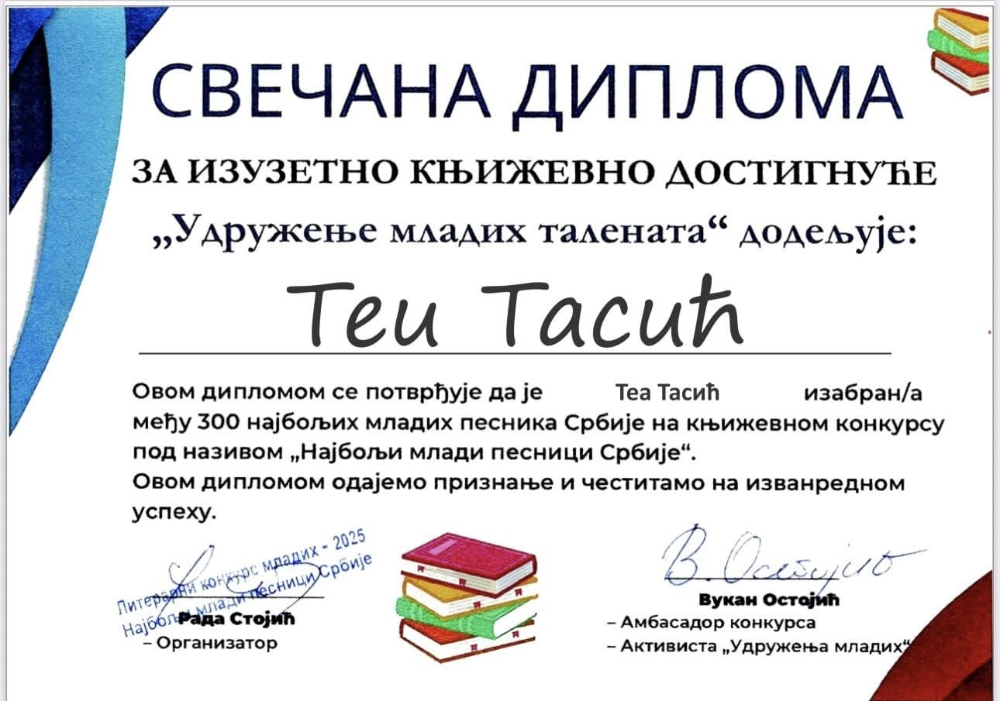 СВЕЧАНА ДИПЛОМА
ЗА ИЗУЗЕТНО КЊИЖЕВНО ДОСТИГНУЋЕ
„Удружење младих талената“ додељује:
Теи Тасић
Овом дипломом се потврђује да је Теа Тасић изабран/а
међу 300 најбољих младих песника Србије на књижевном конкурсу
под називом „Најбољи млади песници Србије“.
Овом дипломом одајемо признање и честитамо на изванредном
успеху.
Литерарни конкурс младих - 2025
Најбољи млади песници Србије
Рада Стојић
– Организатор
В. Остојић
Вукан Остојић
– Амбасадор конкурса
– Активиста „Удружења младих“